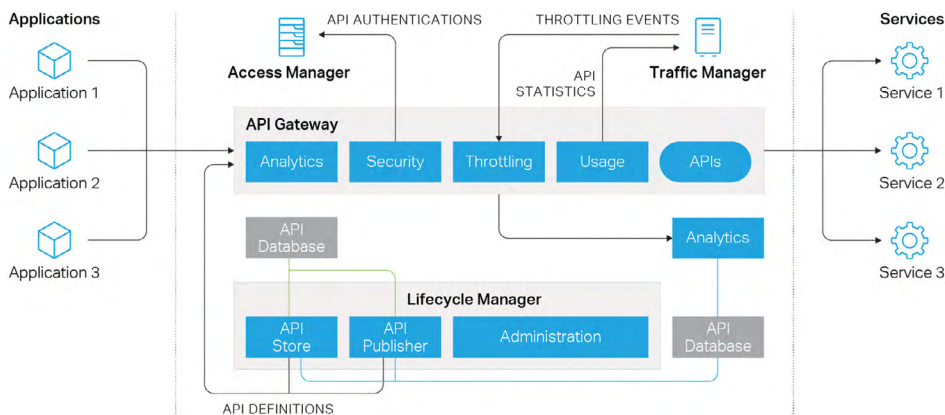 Applications
API AUTHENTICATIONS
THROTTLING EVENTS
Services
Access Manager
API
STATISTICS
Traffic Manager
Application 1
Service 1
API Gateway
Analytics
Security
Throttling
Usage
APIs
Application 2
Service 2
API
Database
Analytics
Application 3
Service 3
Lifecycle Manager
API
Store
API
Publisher
Administration
API
Database
API DEFINITIONS